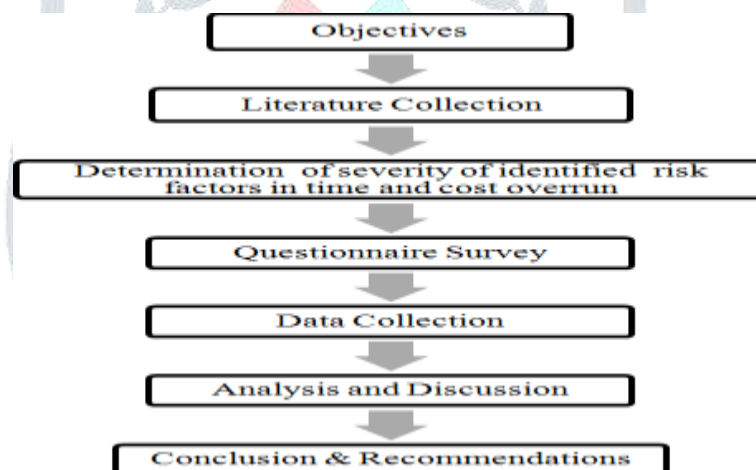 Objectives
Literature Collection
Determination of severity of identified risk
factors in time and cost overrun
Questionnaire Survey
Data Collection
Analysis and Discussion
Conclusion & Recommendations